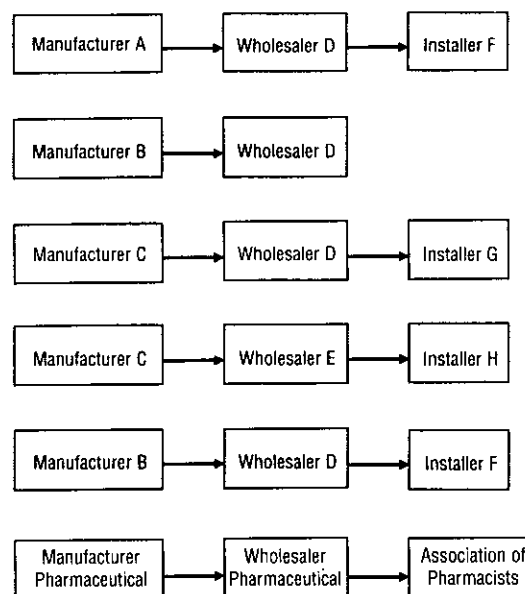 Manufacturer A
Wholesaler D
Installer F
Manufacturer B
Wholesaler D
Manufacturer C
Wholesaler D
Installer G
Manufacturer C
Wholesaler E
Installer H
Manufacturer B
Wholesaler D
Installer F
Manufacturer
Pharmaceutical
Wholesaler
Pharmaceutical
Association of
Pharmacists